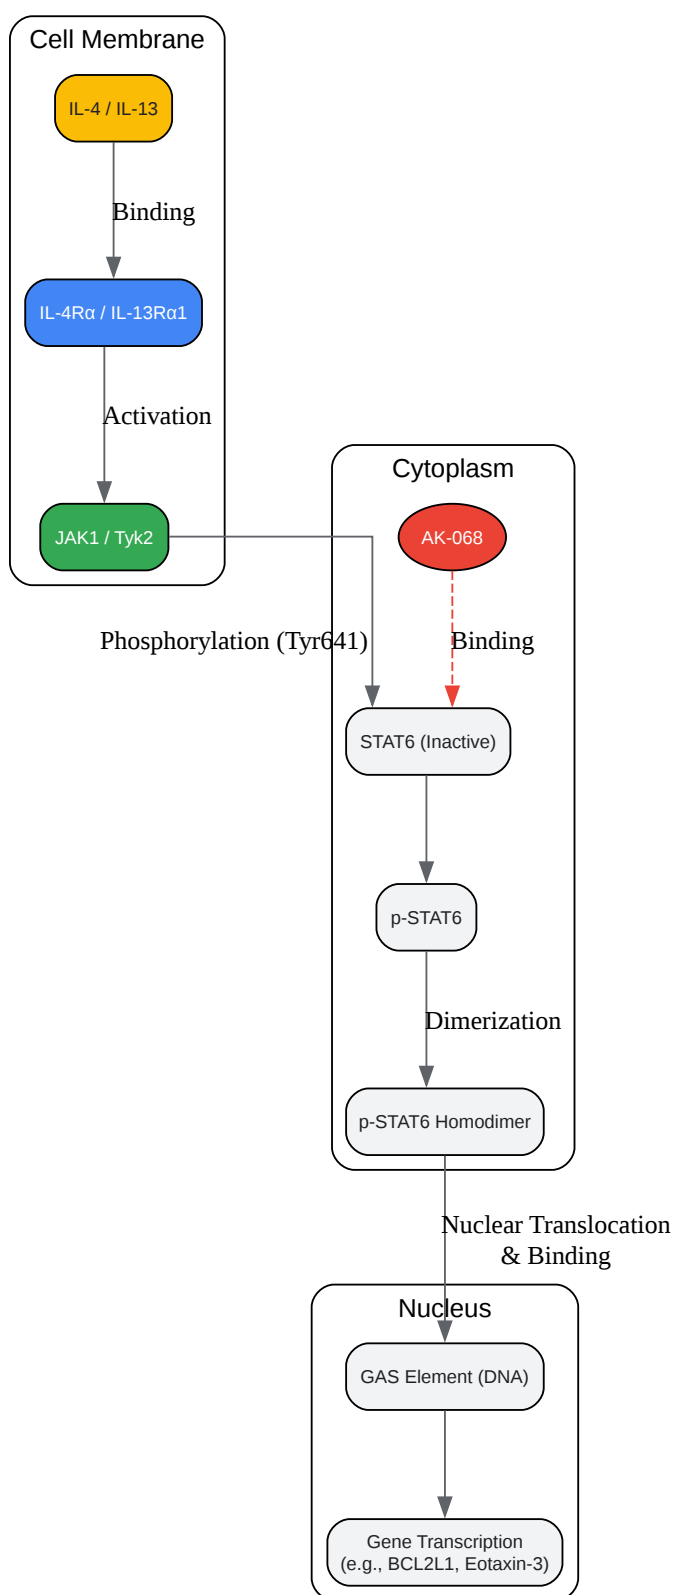 Cell Membrane
IL-4 / IL-13
Binding
IL-4Rα / IL-13Rα1
Activation
JAK1 / Tyk2
Cytoplasm
AK-068
Phosphorylation (Tyr641)
Binding
STAT6 (Inactive)
p-STAT6
Dimerization
p-STAT6 Homodimer
Nuclear Translocation
& Binding
Nucleus
GAS Element (DNA)
Gene Transcription
(e.g., BCL2L1, Eotaxin-3)